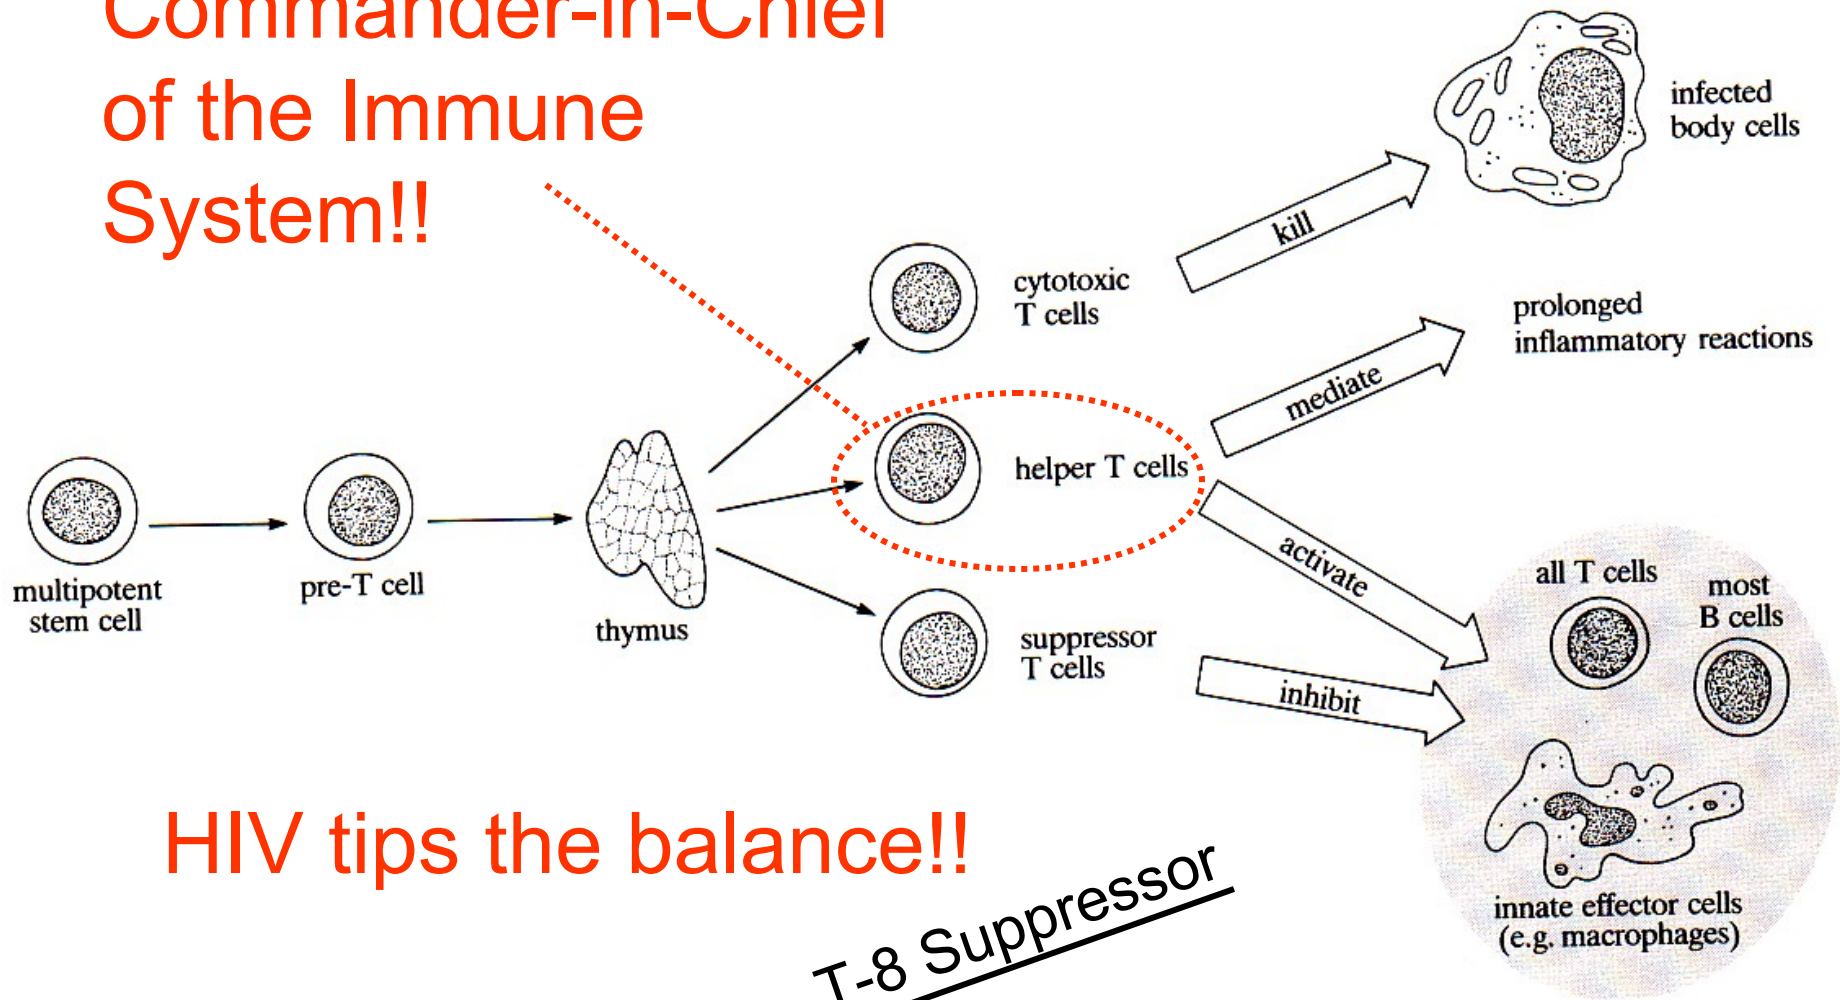 Commander-in-Chief
of the Immune
System!!
infected
body cells
kill
cytotoxic
T cells
prolonged
inflammatory reactions
mediate
helper T cells
activate
multipotent
stem cell
pre-T cell
thymus
suppressor
T cells
inhibit
all T cells
most
B cells
innate effector cells
(e.g. macrophages)
HIV tips the balance!!
T-8 Suppressor